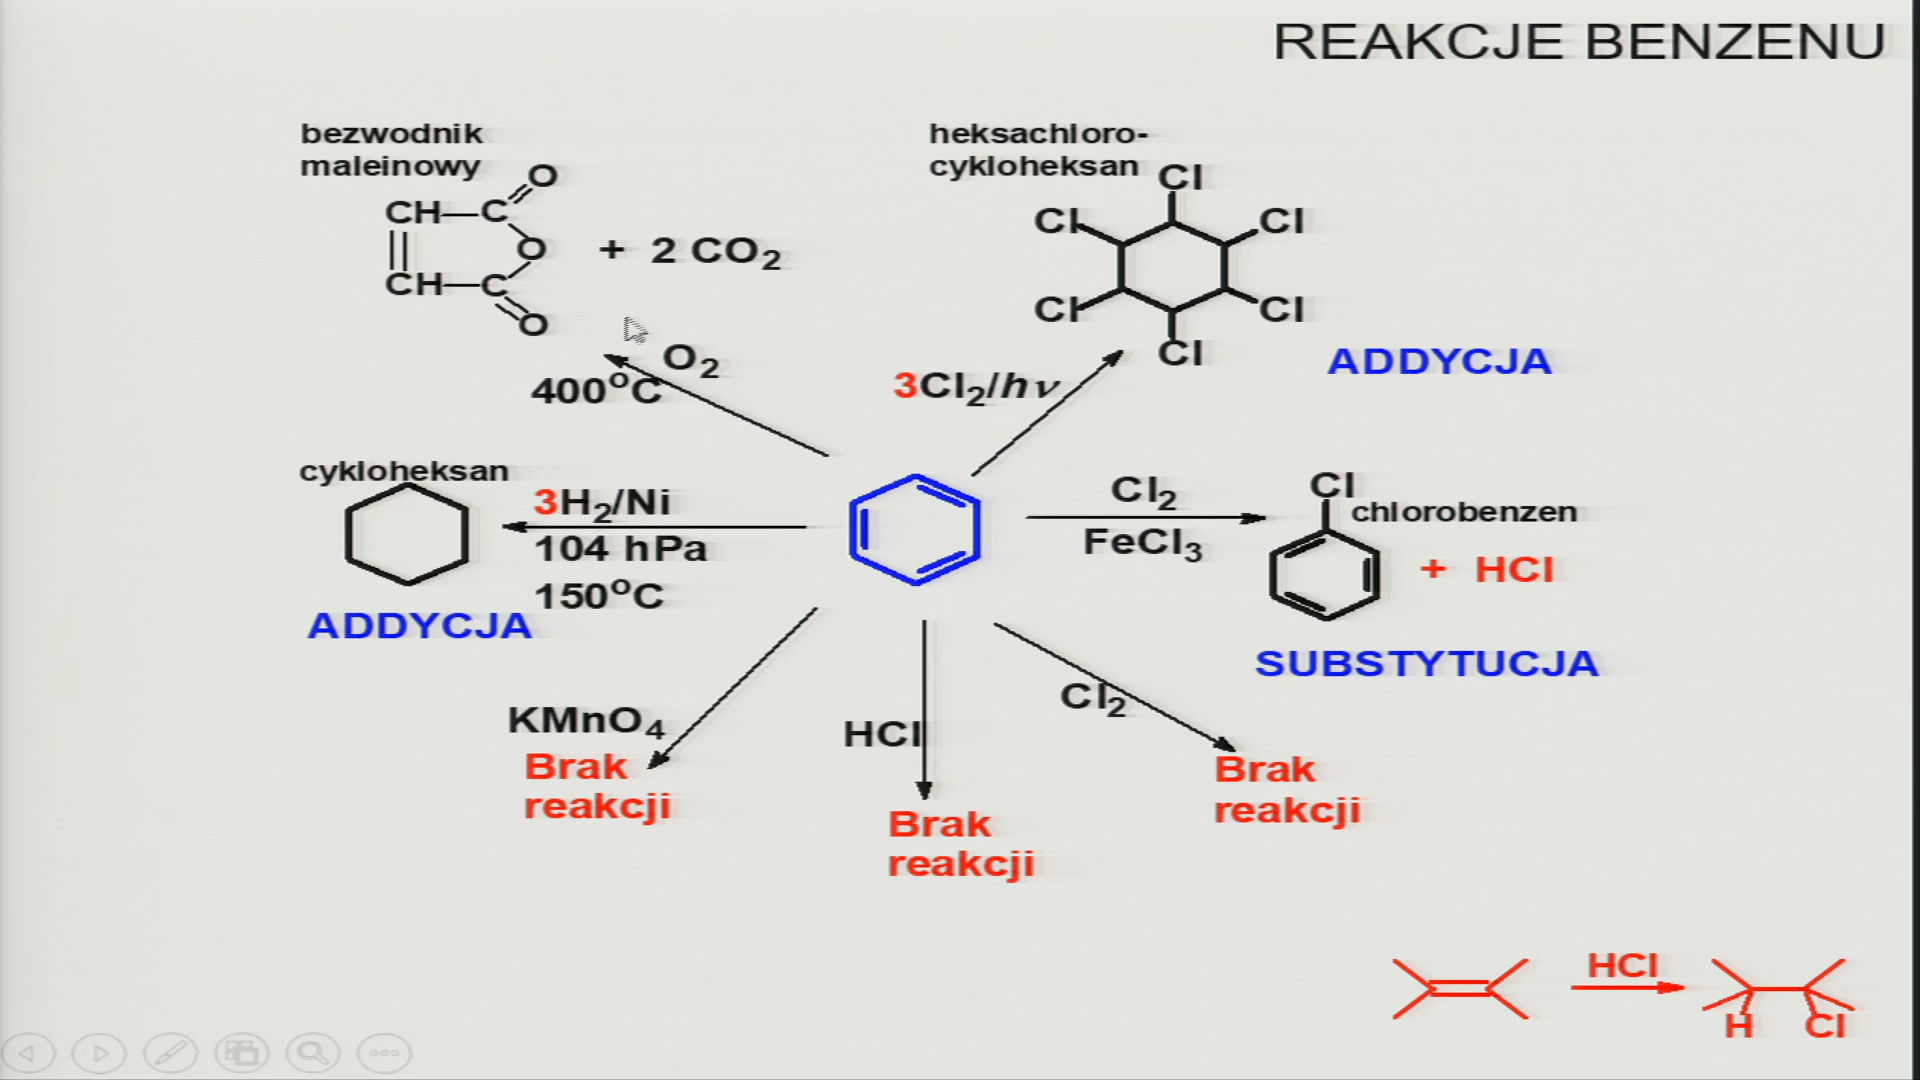 REAKCJE BENZENU
bezwodnik
maleinowy
O
CH C
O + 2 CO2
CH C
O
heksachloro-
cykloheksan
Cl
Cl Cl
Cl Cl
Cl
ADDYCJA
O2
400°C
3Cl2/hν
cykloheksan
3H2/Ni
104 hPa
150°C
ADDYCJA
Cl2
FeCl3
Cl
chlorobenzen
+ HCl
SUBSTYTUCJA
KMnO4
Brak
reakcji
HCl
Brak
reakcji
Cl2
Brak
reakcji
HCl
H Cl